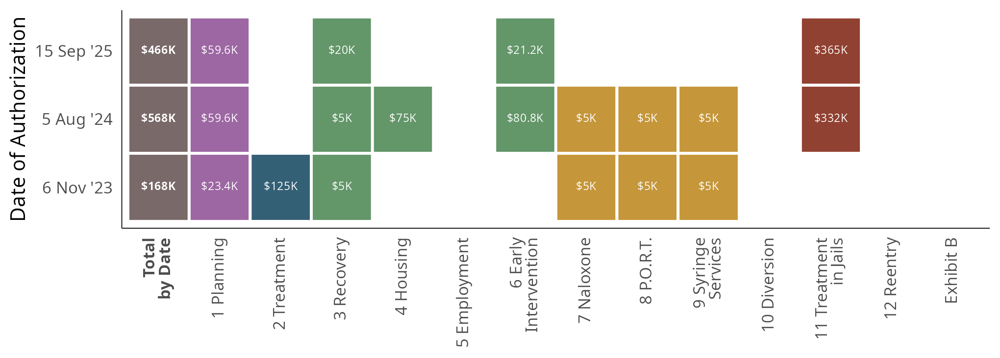 Date of Authorization
15 Sep '25
$466K
$59.6K
$20K
$21.2K
$365K
5 Aug '24
$568K
$59.6K
$5K
$75K
$80.8K
$5K
$5K
$5K
$332K
6 Nov '23
$168K
$23.4K
$125K
$5K
$5K
$5K
$5K
Total
by Date
1 Planning
2 Treatment
3 Recovery
4 Housing
5 Employment
6 Early
Intervention
7 Naloxone
8 P.O.R.T.
9 Syringe
Services
10 Diversion
11 Treatment
in Jails
12 Reentry
Exhibit B